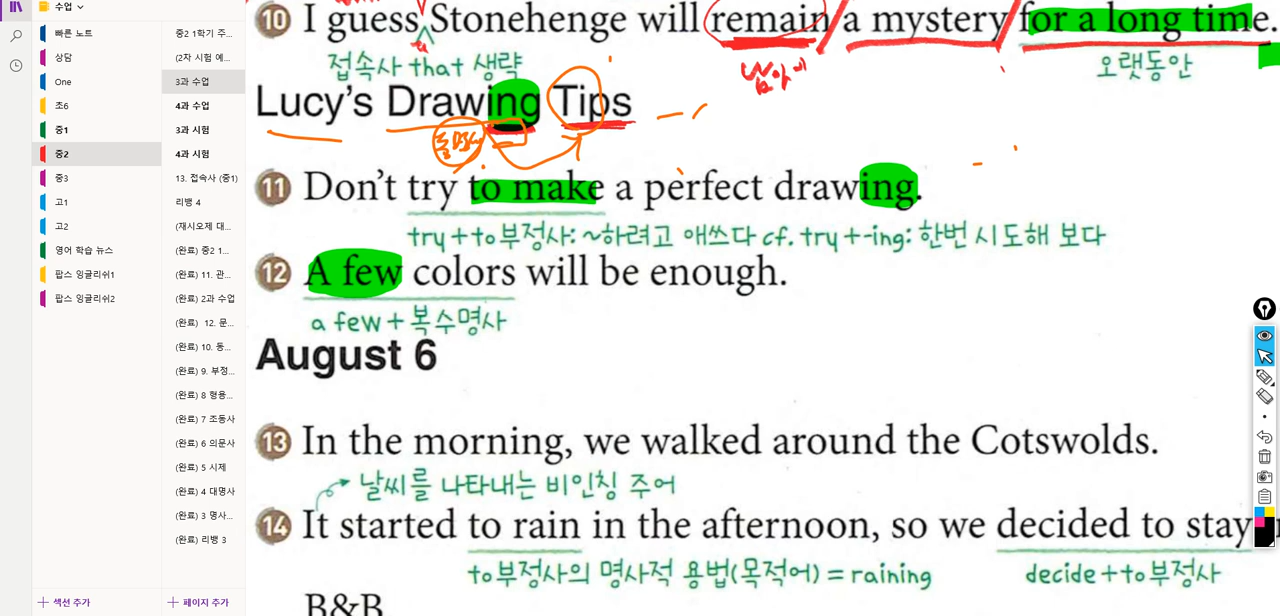 수업
빠른 노트
상담
One
초6
중1
중2
중3
고1
고2
영어 학습 뉴스
팝스 잉글리쉬1
팝스 잉글리쉬2
섹션 추가
중2 1학기 주...
(2차 시험 예...
3과 수업
4과 수업
3과 시험
4과 시험
13. 접속사 (중1)
리뱅 4
(재시오제 대...
(완료) 중2 1...
(완료) 11. 관...
(완료) 2과 수업
(완료) 12. 문...
(완료) 10. 동...
(완료) 9. 부정...
(완료) 8 형용...
(완료) 7 조동사
(완료) 6 의문사
(완료) 5 시제
(완료) 4 대명사
(완료) 3 명사...
(완료) 리뱅 3
페이지 추가
10 I guess Stonehenge will remain a mystery for a long time.
접속사 that 생략
오랫동안
Lucy's Drawing Tips
11 Don't try to make a perfect drawing.
try+to부정사: ~하려고 애쓰다 cf. try+-ing: 한번 시도해 보다
12 A few colors will be enough.
a few + 복수명사
August 6
13 In the morning, we walked around the Cotswolds.
날씨를 나타내는 비인칭 주어
14 It started to rain in the afternoon, so we decided to stay
to부정사의 명사적 용법(목적어) = raining
decide+to부정사
B&B